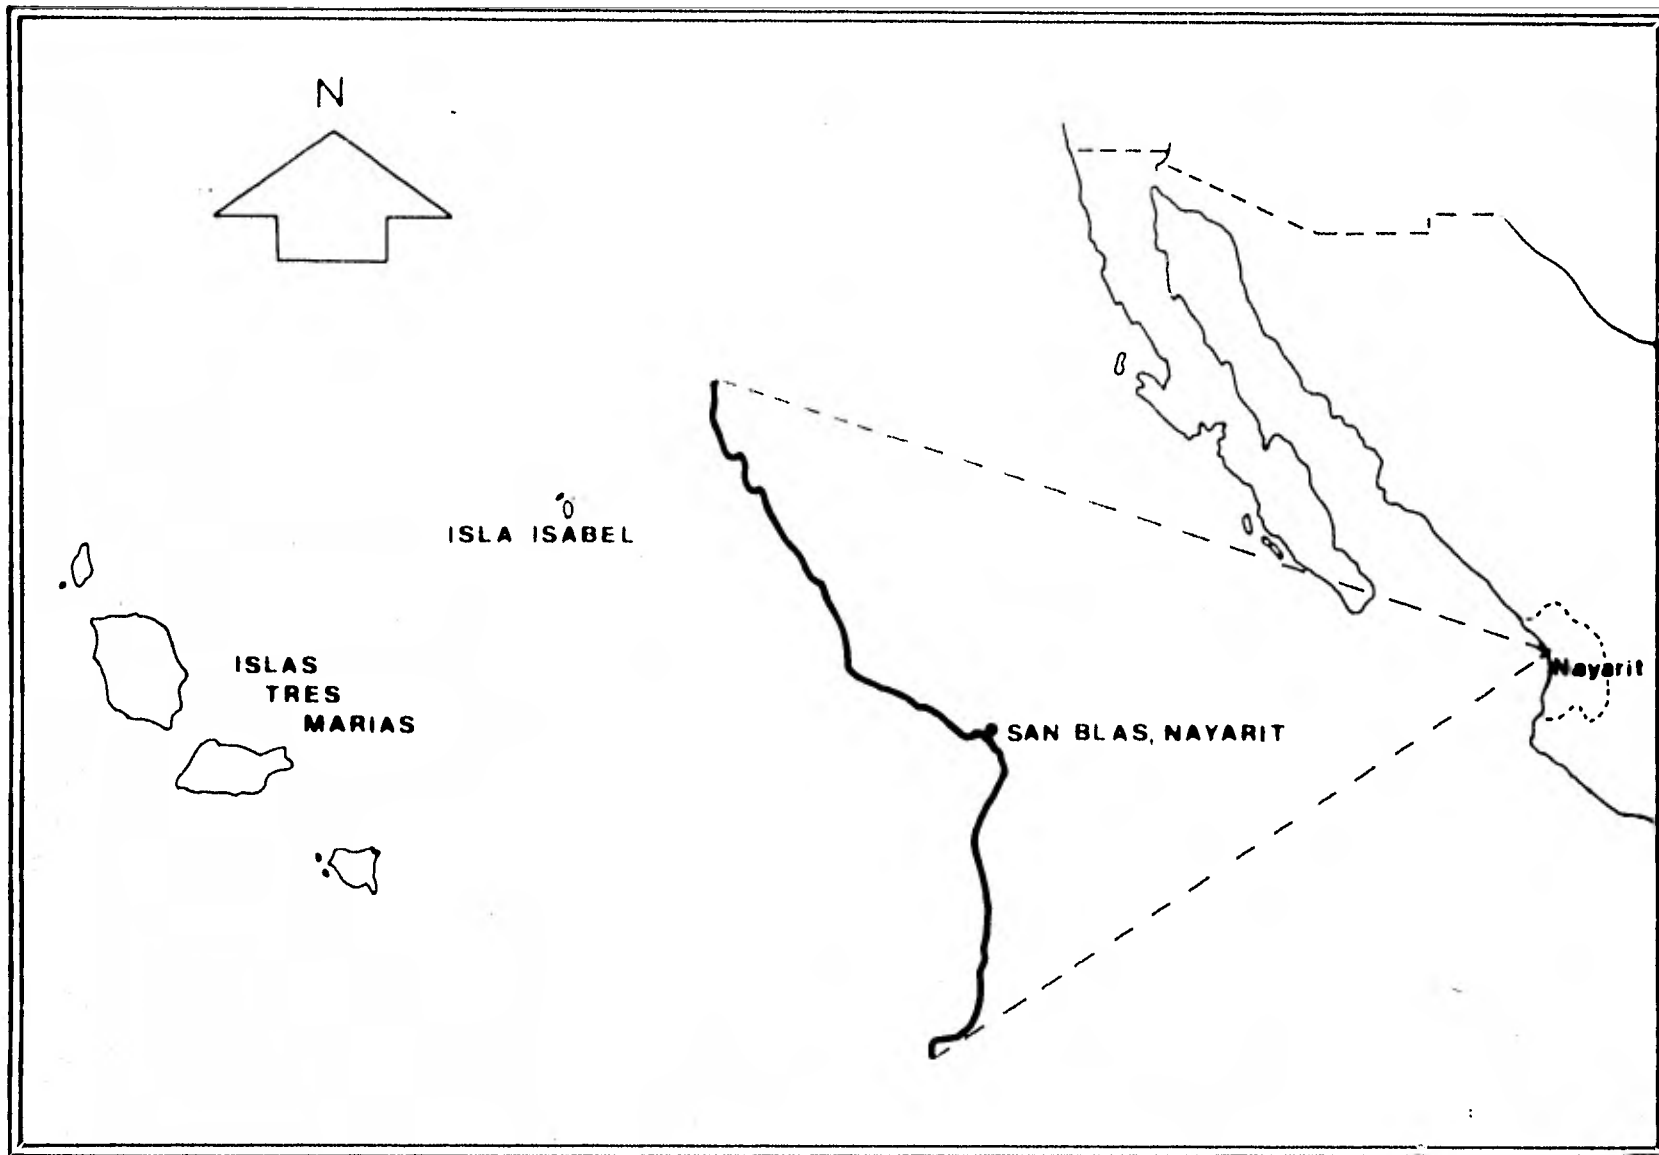 N
ISLA ISABEL
ISLAS
TRES
MARIAS
Nayarit
SAN BLAS, NAYARIT